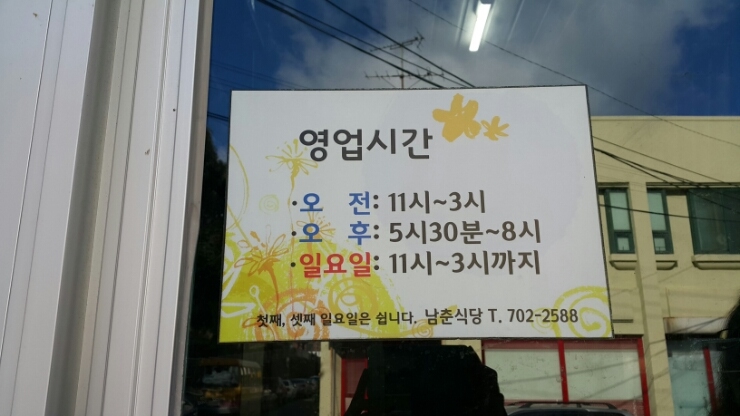 영업시간
·오 전: 11시~3시
·오 후: 5시30분~8시
·일요일: 11시~3시까지
첫째, 셋째 일요일은 쉽니다. 남춘식당 T. 702-2588